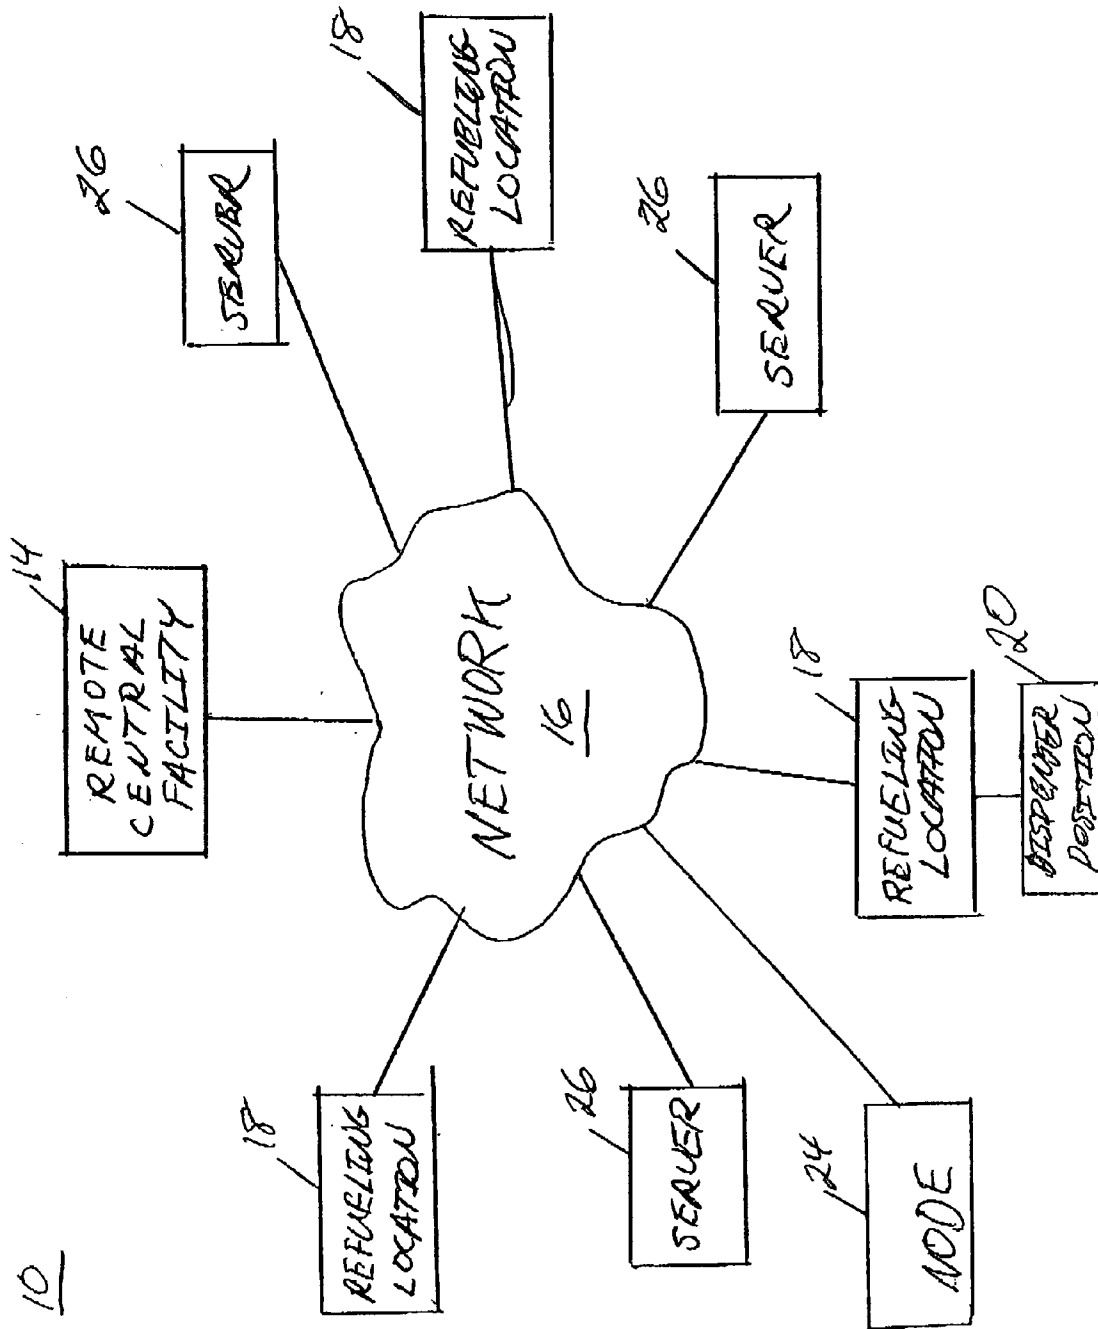 10
14
REMOTE
CENTRAL
FACILITY
18
REFUELING
LOCATION
26
SERVER
26
SERVER
NETWORK
16
18
REFUELING
LOCATION
24
NODE
26
SERVER
18
REFUELING
LOCATION
20
DISPENSER
POSITION